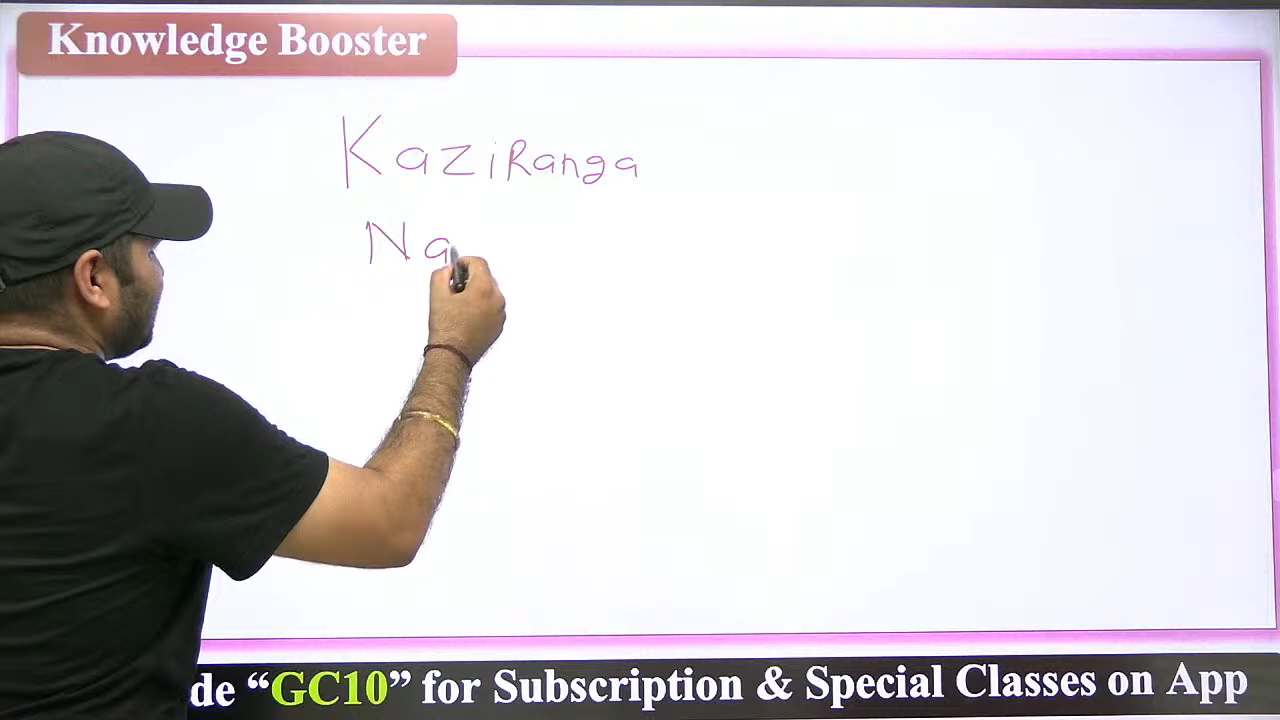 Knowledge Booster
KaziRanga
Na
de “GC10” for Subscription & Special Classes on App